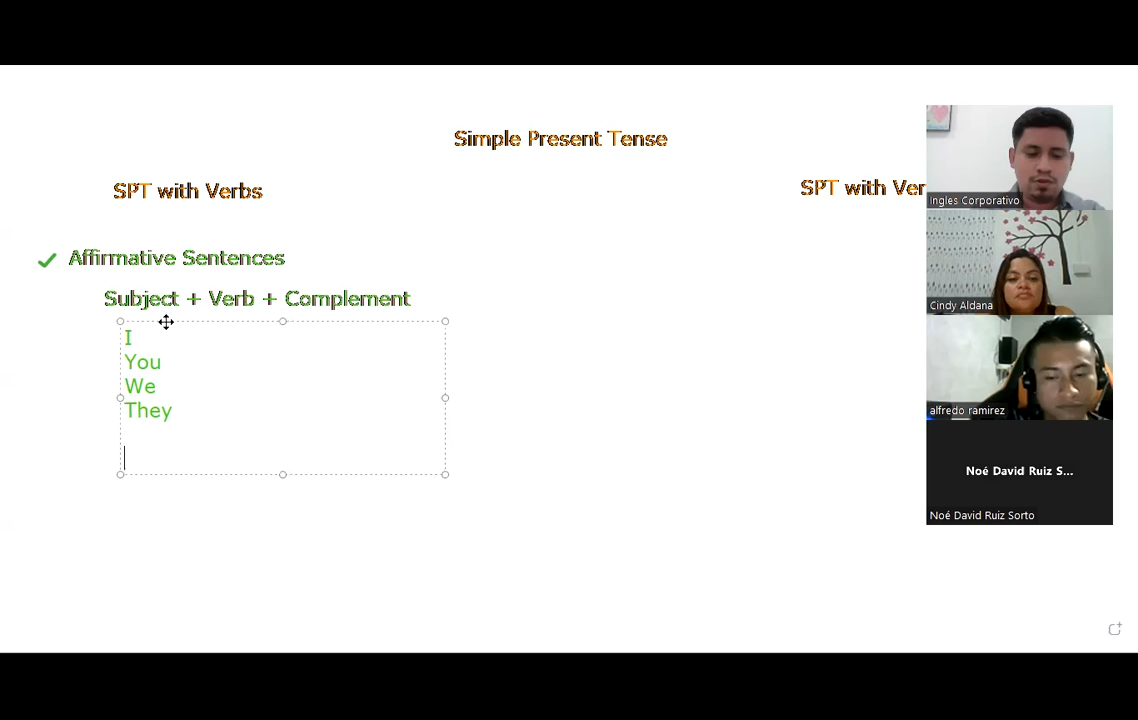 Simple Present Tense
SPT with Verbs
SPT with Ver
Affirmative Sentences
Subject + Verb + Complement
I
You
We
They
Ingles Corporativo
Cindy Aldana
alfredo ramirez
Noé David Ruiz S...
Noé David Ruiz Sorto